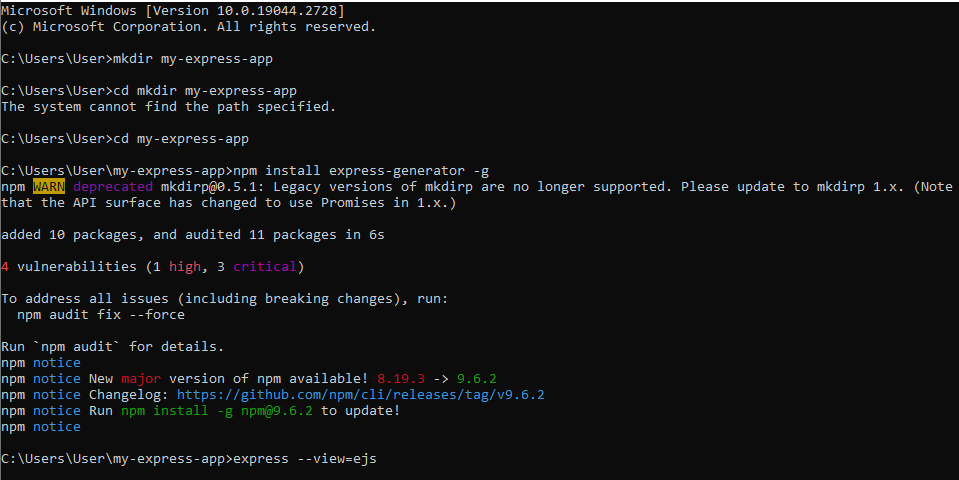 Microsoft Windows [Version 10.0.19044.2728]
(c) Microsoft Corporation. All rights reserved.
C:\Users\User>mkdir my-express-app
C:\Users\User>cd mkdir my-express-app
The system cannot find the path specified.
C:\Users\User>cd my-express-app
C:\Users\User\my-express-app>npm install express-generator -g
npm WARN deprecated mkdirp@0.5.1: Legacy versions of mkdirp are no longer supported. Please update to mkdirp 1.x. (Note
that the API surface has changed to use Promises in 1.x.)
added 10 packages, and audited 11 packages in 6s
4 vulnerabilities (1 high, 3 critical)
To address all issues (including breaking changes), run:
  npm audit fix --force
Run `npm audit` for details.
npm notice
npm notice New major version of npm available! 8.19.3 -> 9.6.2
npm notice Changelog: https://github.com/npm/cli/releases/tag/v9.6.2
npm notice Run npm install -g npm@9.6.2 to update!
npm notice
C:\Users\User\my-express-app>express --view=ejs